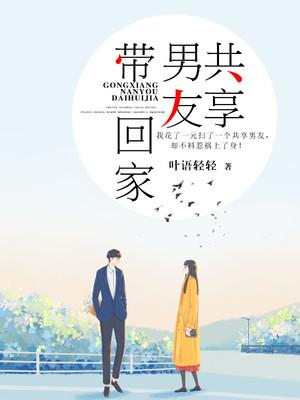 共享
男友
带回家
GONGXIANG
NANYOU
DAIHUIJIA
我花了一元扫了一个共享男友，
却不料惹祸上了身！
叶语轻轻 著